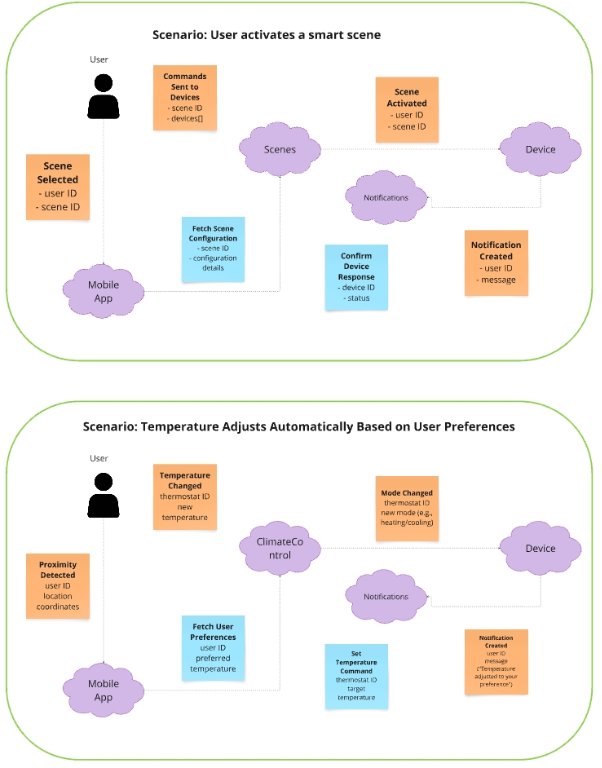 Scenario: User activates a smart scene
User
Commands
Sent to
Devices
- scene ID
- devices[]
Scene
Activated
- user ID
- scene ID
Scenes
Device
Scene
Selected
- user ID
- scene ID
Notifications
Fetch Scene
Configuration
- scene ID
- configuration
details
Confirm
Device
Response
- device ID
- status
Notification
Created
- user ID
- message
Mobile
App
Scenario: Temperature Adjusts Automatically Based on User Preferences
User
Temperature
Changed
thermostat ID
new
temperature
Mode Changed
thermostat ID
new mode (e.g.,
heating/cooling)
ClimateCo
ntrol
Device
Proximity
Detected
user ID
location
coordinates
Notifications
Fetch User
Preferences
user ID
preferred
temperature
Set
Temperature
Command
thermostat ID
target
temperature
Notification
Created
user ID
message
("Temperature
adjusted to your
preference")
Mobile
App